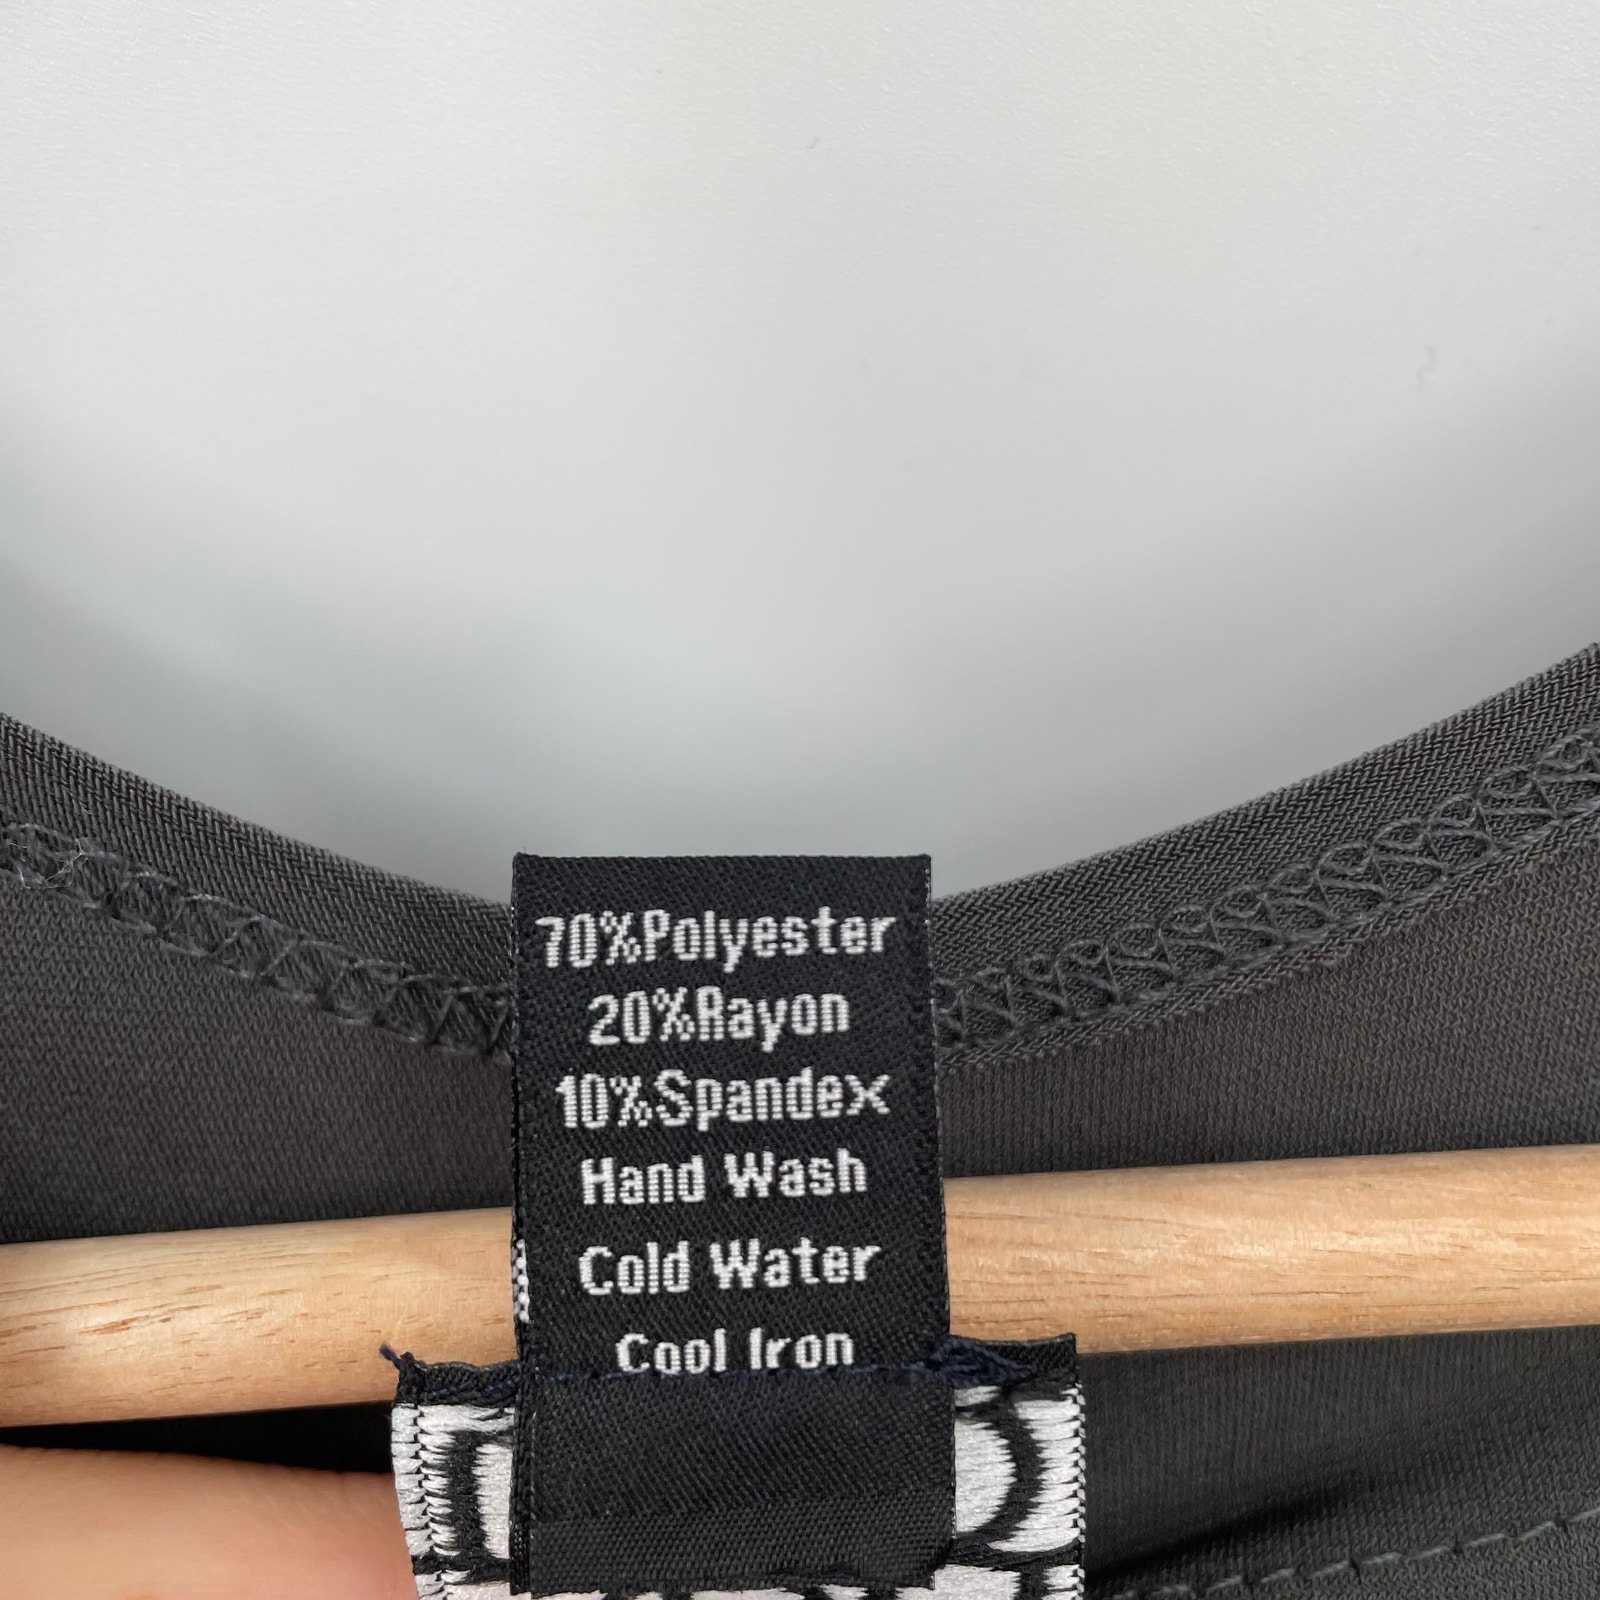 70%Polyester
20%Rayon
10%Spandex
Hand Wash
Cold Water
Cool Iron